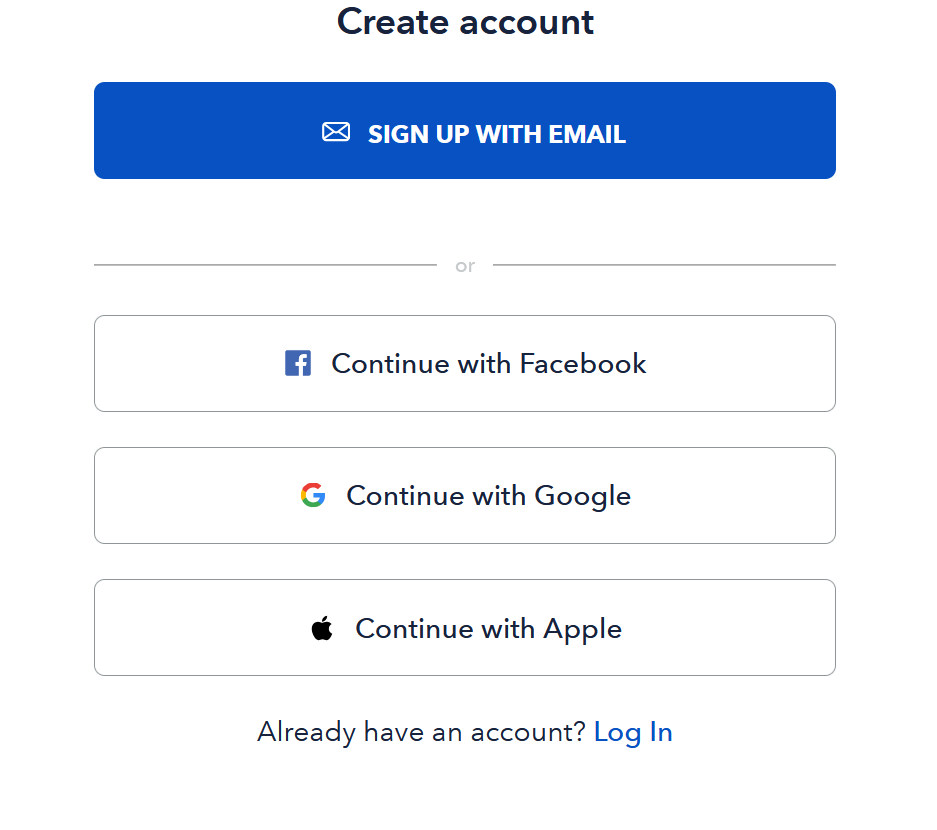 Create account
SIGN UP WITH EMAIL
or
Continue with Facebook
Continue with Google
Continue with Apple
Already have an account? Log In